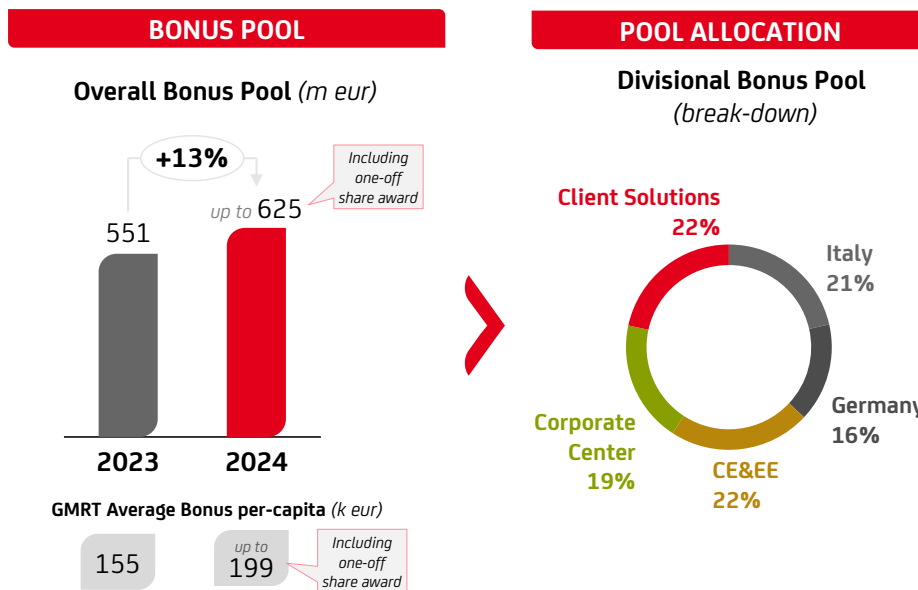 BONUS POOL
Overall Bonus Pool (m eur)
+13%
Including
one-off
share award
up to 625
551
2023
2024
GMRT Average Bonus per-capita (k eur)
155
up to
199
Including
one-off
share award
POOL ALLOCATION
Divisional Bonus Pool
(break-down)
Client Solutions
22%
Italy
21%
Germany
16%
CE&EE
22%
Corporate
Center
19%